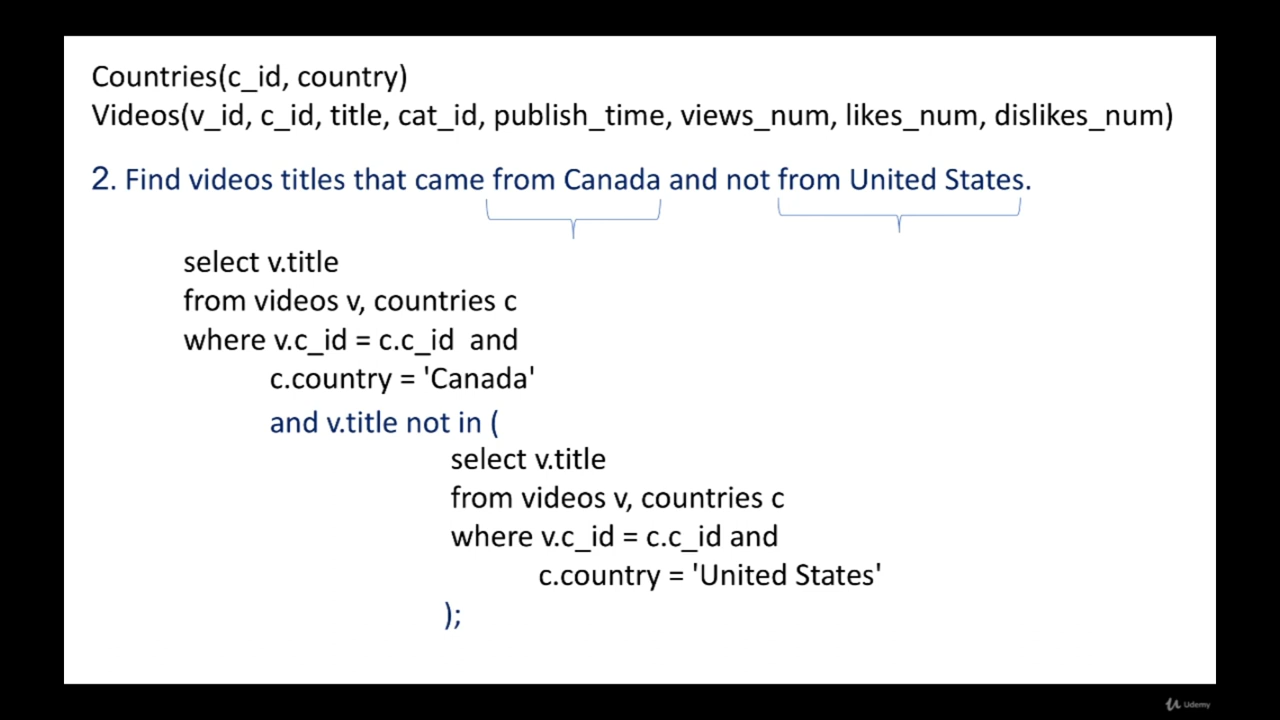 Countries(c_id, country)
Videos(v_id, c_id, title, cat_id, publish_time, views_num, likes_num, dislikes_num)
2. Find videos titles that came from Canada and not from United States.
select v.title
from videos v, countries c
where v.c_id = c.c_id  and
c.country = 'Canada'
and v.title not in (
select v.title
from videos v, countries c
where v.c_id = c.c_id and
c.country = 'United States'
);
Udemy